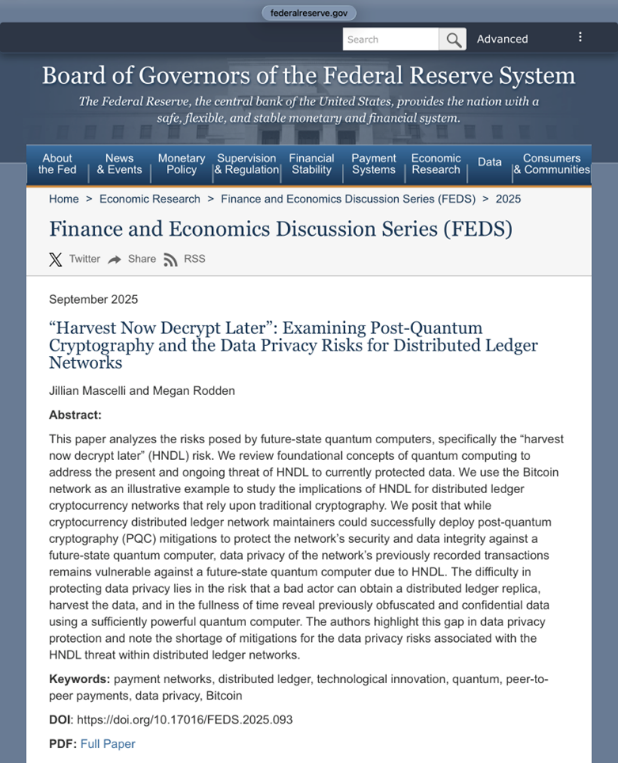 federalreserve.gov
Search
Advanced
Board of Governors of the Federal Reserve System
The Federal Reserve, the central bank of the United States, provides the nation with a
safe, flexible, and stable monetary and financial system.
About
the Fed
News
& Events
Monetary
Policy
Supervision
& Regulation
Financial
Stability
Payment
Systems
Economic
Research
Data
Consumers
& Communities
Home > Economic Research > Finance and Economics Discussion Series (FEDS) > 2025
Finance and Economics Discussion Series (FEDS)
Twitter Share RSS
September 2025
“Harvest Now Decrypt Later”: Examining Post-Quantum
Cryptography and the Data Privacy Risks for Distributed Ledger
Networks
Jillian Mascelli and Megan Rodden
Abstract:
This paper analyzes the risks posed by future-state quantum computers, specifically the “harvest
now decrypt later” (HNDL) risk. We review foundational concepts of quantum computing to
address the present and ongoing threat of HNDL to currently protected data. We use the Bitcoin
network as an illustrative example to study the implications of HNDL for distributed ledger
cryptocurrency networks that rely upon traditional cryptography. We posit that while
cryptocurrency distributed ledger network maintainers could successfully deploy post-quantum
cryptography (PQC) mitigations to protect the network’s security and data integrity against a
future-state quantum computer, data privacy of the network’s previously recorded transactions
remains vulnerable against a future-state quantum computer due to HNDL. The difficulty in
protecting data privacy lies in the risk that a bad actor can obtain a distributed ledger replica,
harvest the data, and in the fullness of time reveal previously obfuscated and confidential data
using a sufficiently powerful quantum computer. The authors highlight this gap in data privacy
protection and note the shortage of mitigations for the data privacy risks associated with the
HNDL threat within distributed ledger networks.
Keywords: payment networks, distributed ledger, technological innovation, quantum, peer-to-
peer payments, data privacy, Bitcoin
DOI: https://doi.org/10.17016/FEDS.2025.093
PDF: Full Paper